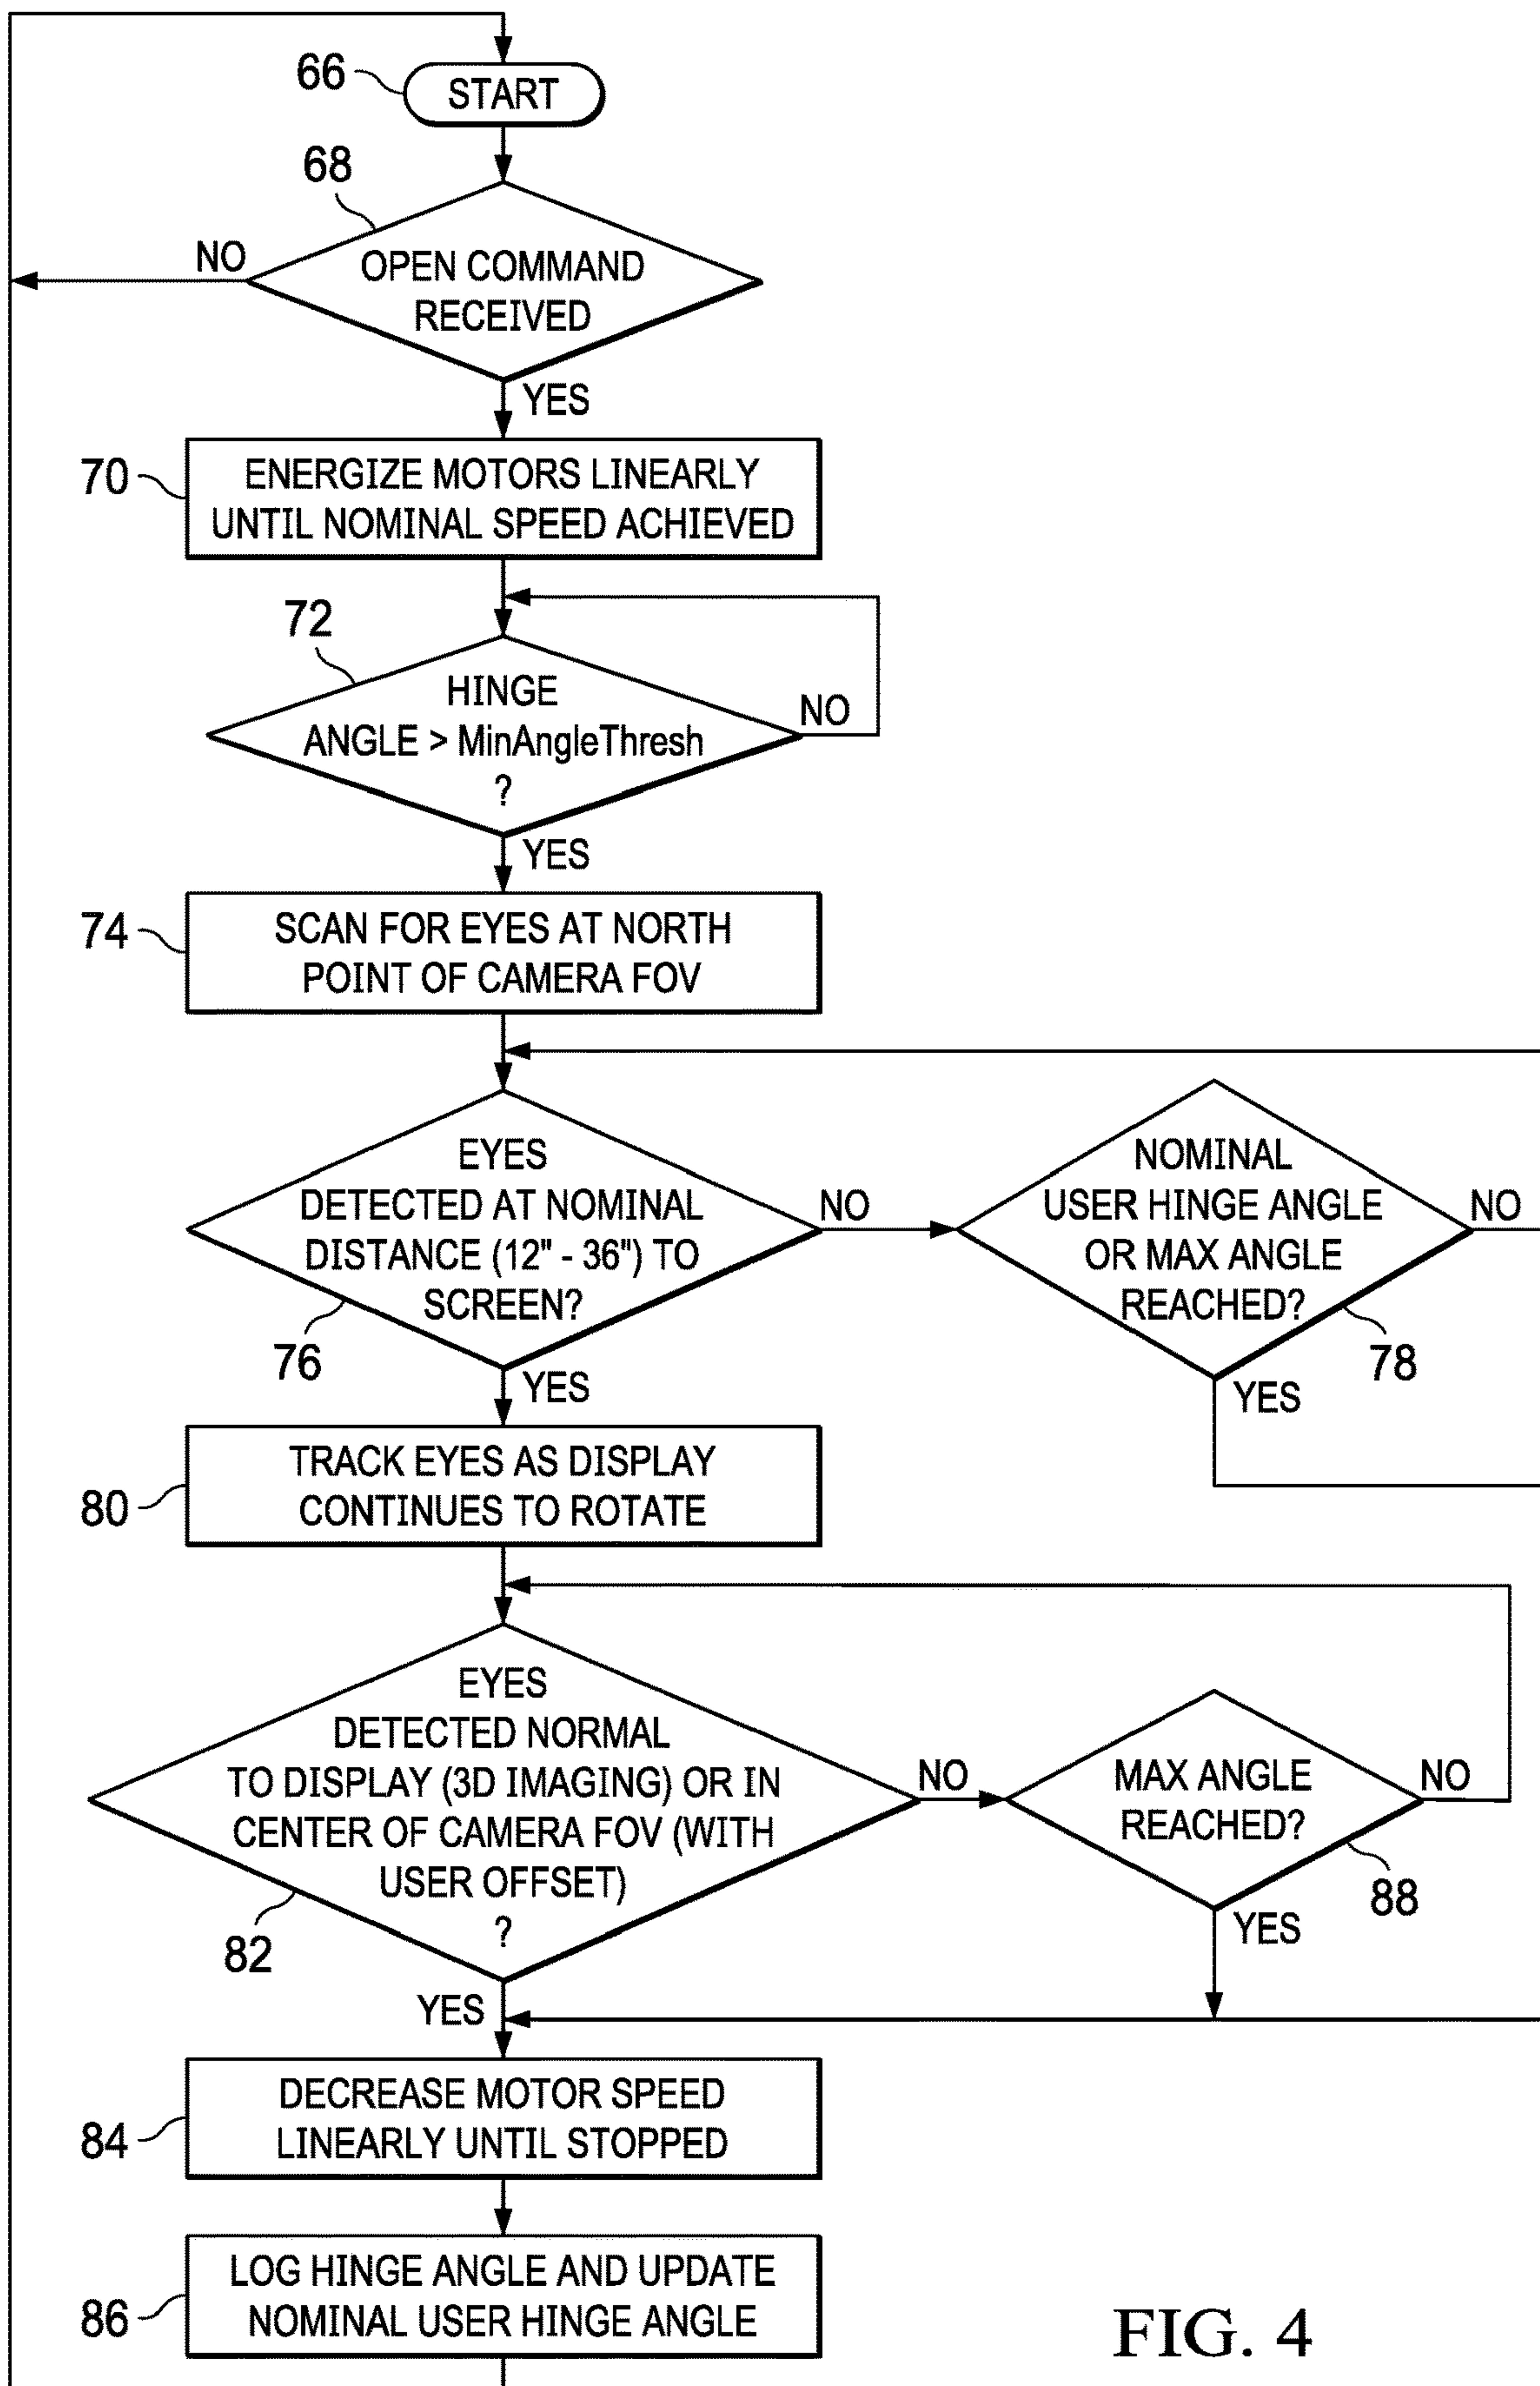 66
START
68
NO
OPEN COMMAND
RECEIVED
YES
70
ENERGIZE MOTORS LINEARLY
UNTIL NOMINAL SPEED ACHIEVED
72
HINGE
ANGLE > MinAngleThresh
?
NO
YES
74
SCAN FOR EYES AT NORTH
POINT OF CAMERA FOV
EYES
DETECTED AT NOMINAL
DISTANCE (12" - 36") TO
SCREEN?
76
NO
NOMINAL
USER HINGE ANGLE
OR MAX ANGLE
REACHED?
78
NO
YES
YES
80
TRACK EYES AS DISPLAY
CONTINUES TO ROTATE
EYES
DETECTED NORMAL
TO DISPLAY (3D IMAGING) OR IN
CENTER OF CAMERA FOV (WITH
USER OFFSET)
?
82
NO
MAX ANGLE
REACHED?
88
NO
YES
YES
84
DECREASE MOTOR SPEED
LINEARLY UNTIL STOPPED
86
LOG HINGE ANGLE AND UPDATE
NOMINAL USER HINGE ANGLE
FIG. 4